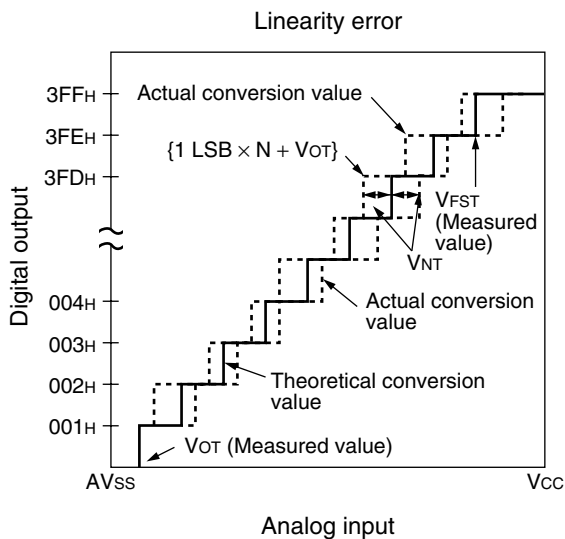 Linearity error
3FFH
Actual conversion value
3FEH
{1 LSB × N + VOT}
3FDH
VFST
(Measured
value)
VNT
Digital output
004H
Actual conversion
value
003H
002H
Theoretical conversion
value
001H
VOT (Measured value)
AVSS
VCC
Analog input